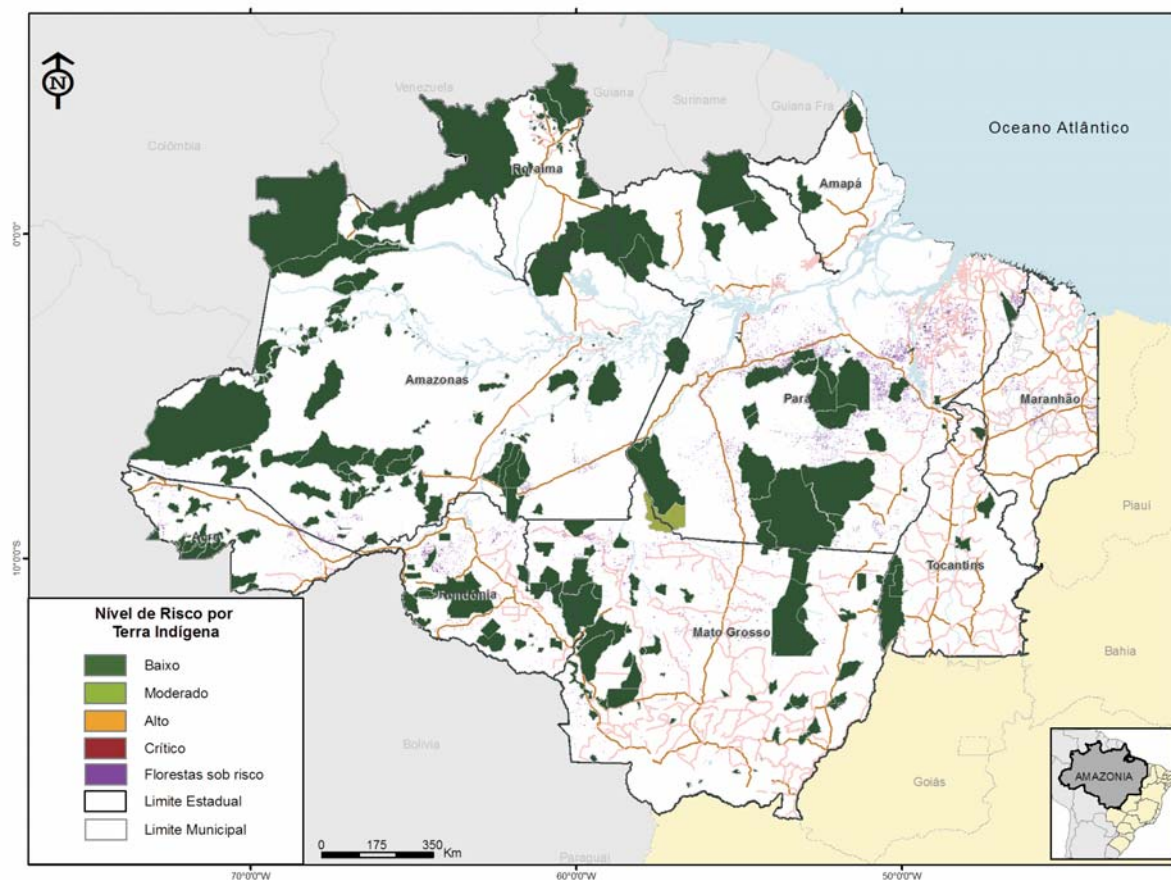 N
Venezuela
Guiana
Suriname
Guiana Fra
Colômbia
Oceano Atlântico
Roraima
Amapá
0°0'0"
Amazonas
Pará
Maranhão
Piauí
Acre
10°0'0"S
Tocantins
Rondônia
Mato Grosso
Bahia
Bolívia
Goiás
Paraguai
Nível de Risco por
Terra Indígena
Baixo
Moderado
Alto
Crítico
Florestas sob risco
Limite Estadual
Limite Municipal
0 175 350
Km
AMAZONIA
70°0'0"W
60°0'0"W
50°0'0"W